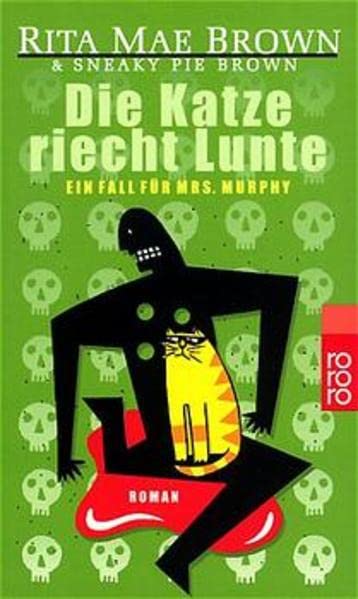 RITA MAE BROWN
& SNEAKY PIE BROWN
Die Katze
riecht Lunte
EIN FALL FÜR MRS. MURPHY
ro
ro
ro
ROMAN